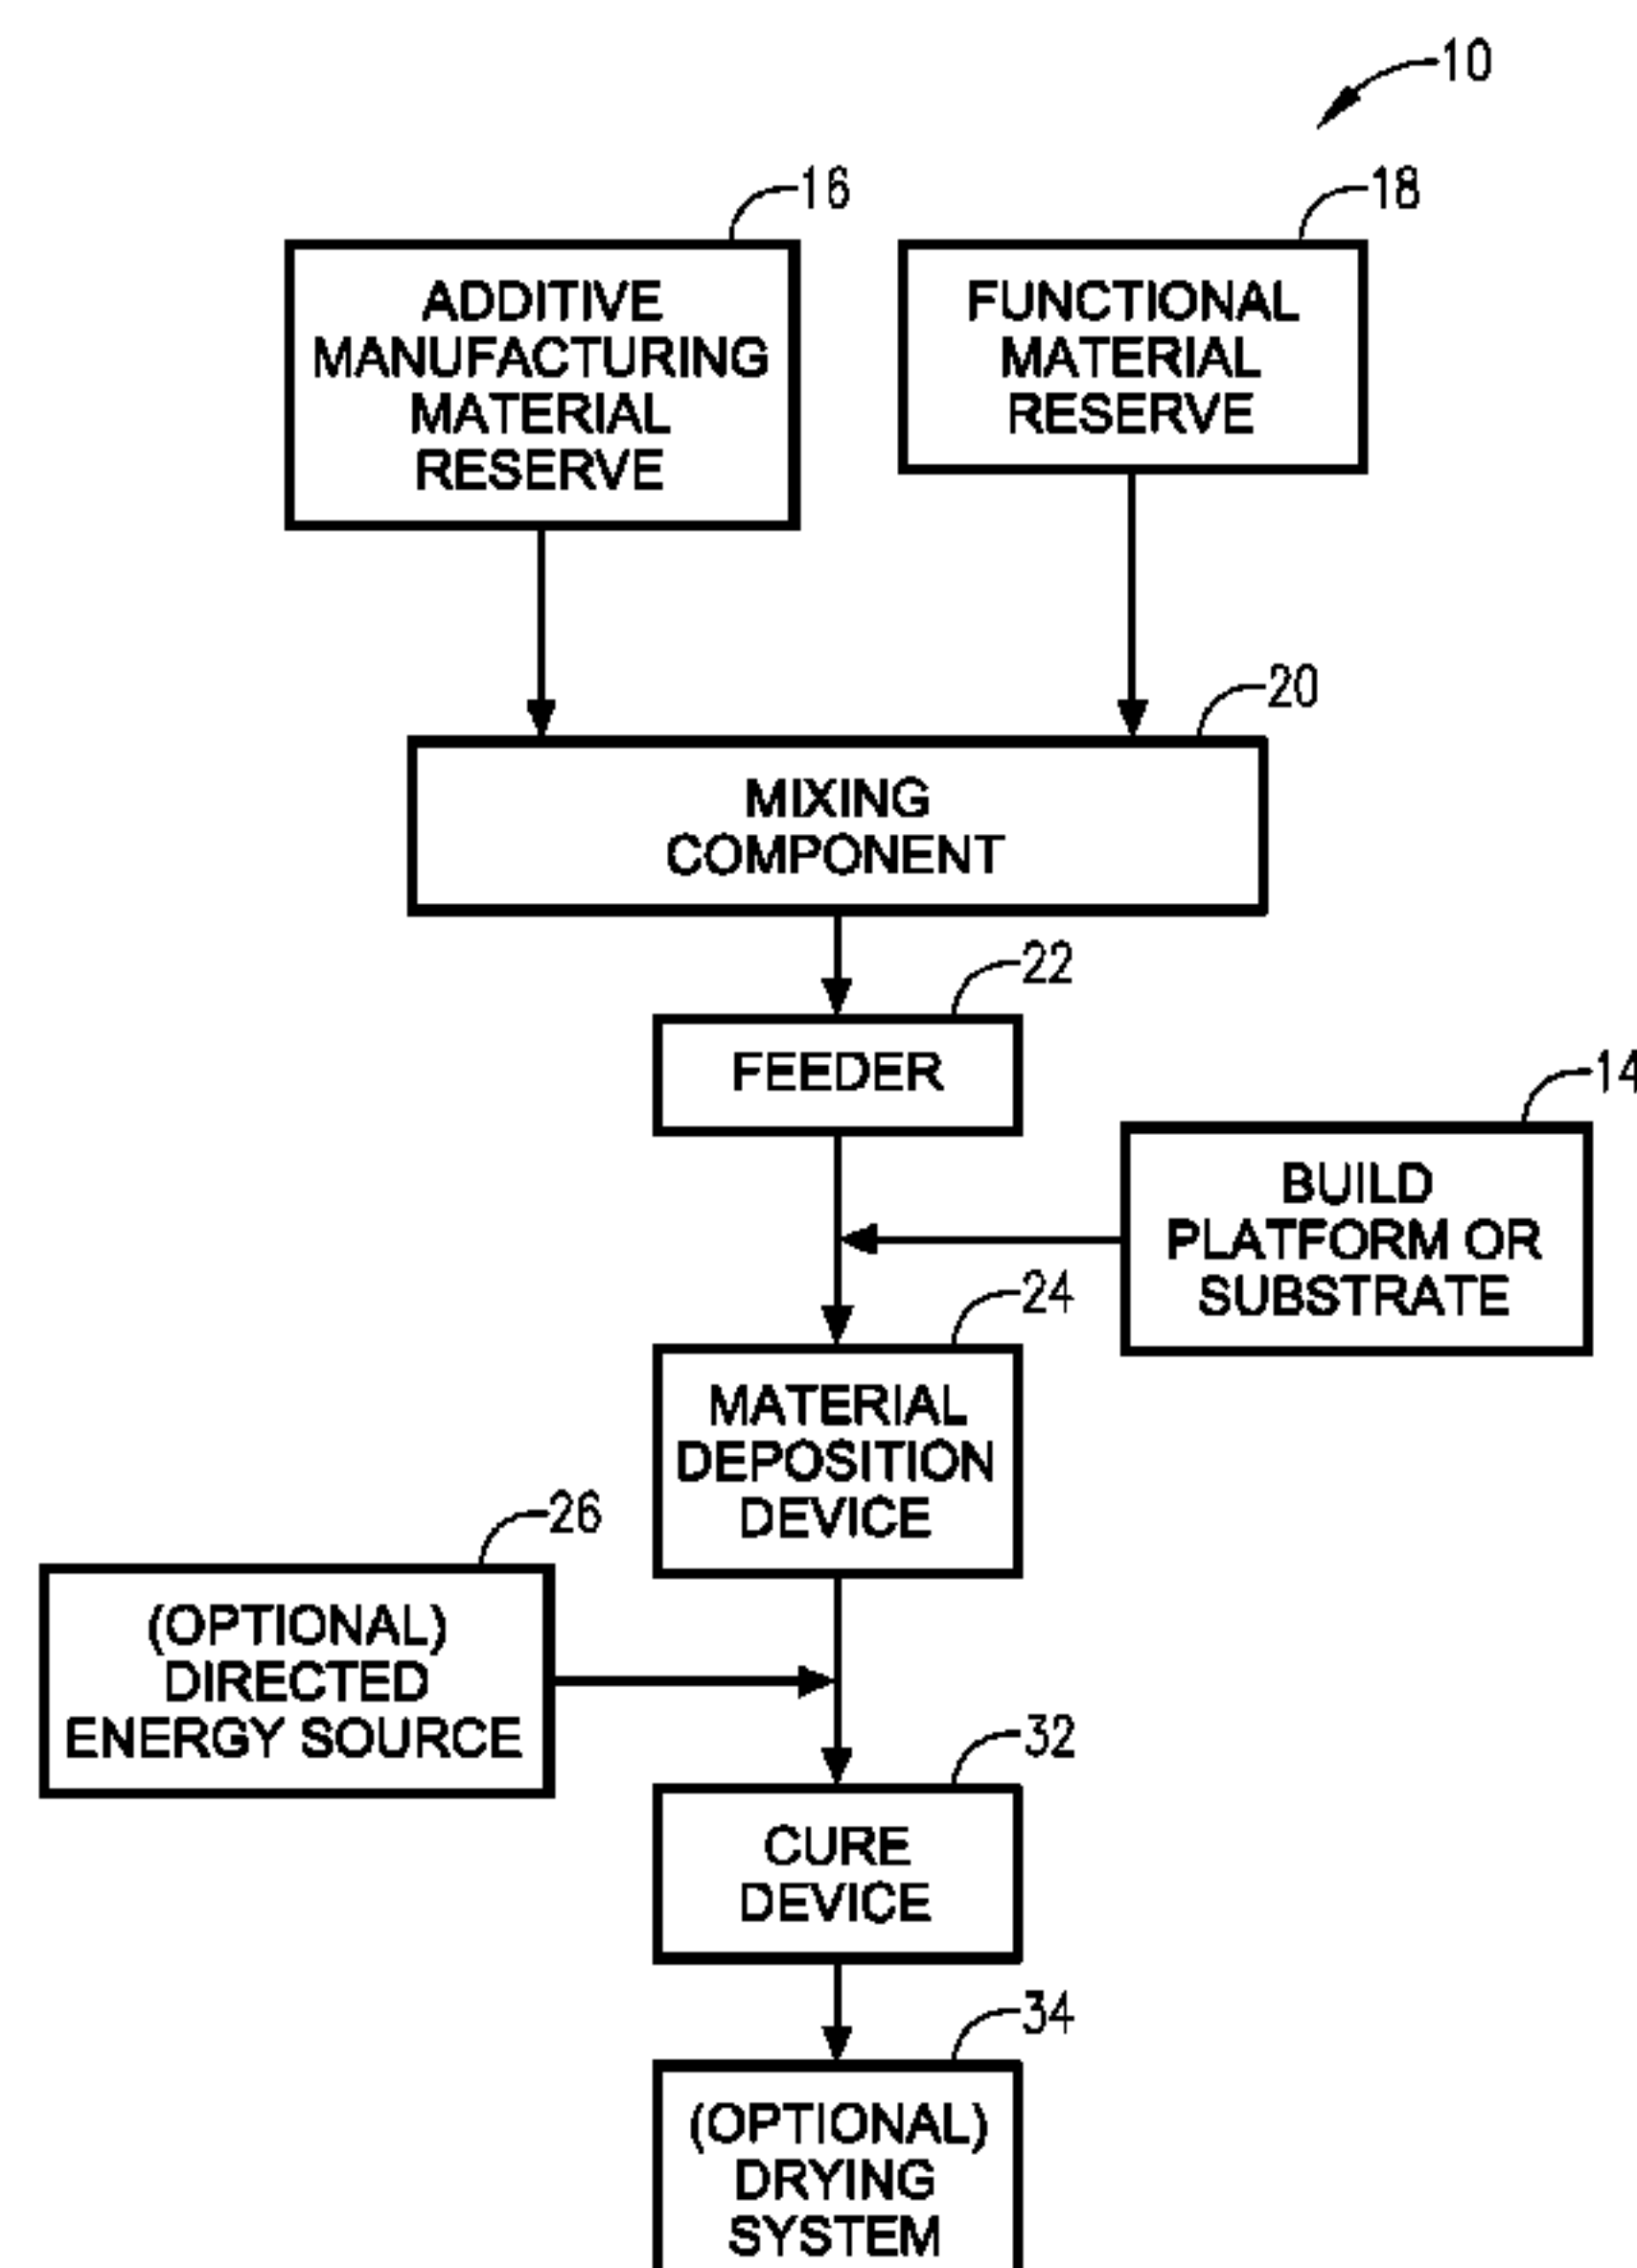 10
16
18
ADDITIVE
MANUFACTURING
MATERIAL
RESERVE
FUNCTIONAL
MATERIAL
RESERVE
20
MIXING
COMPONENT
22
FEEDER
14
BUILD
PLATFORM OR
SUBSTRATE
24
MATERIAL
DEPOSITION
DEVICE
26
(OPTIONAL)
DIRECTED
ENERGY SOURCE
32
CURE
DEVICE
34
(OPTIONAL)
DRYING
SYSTEM